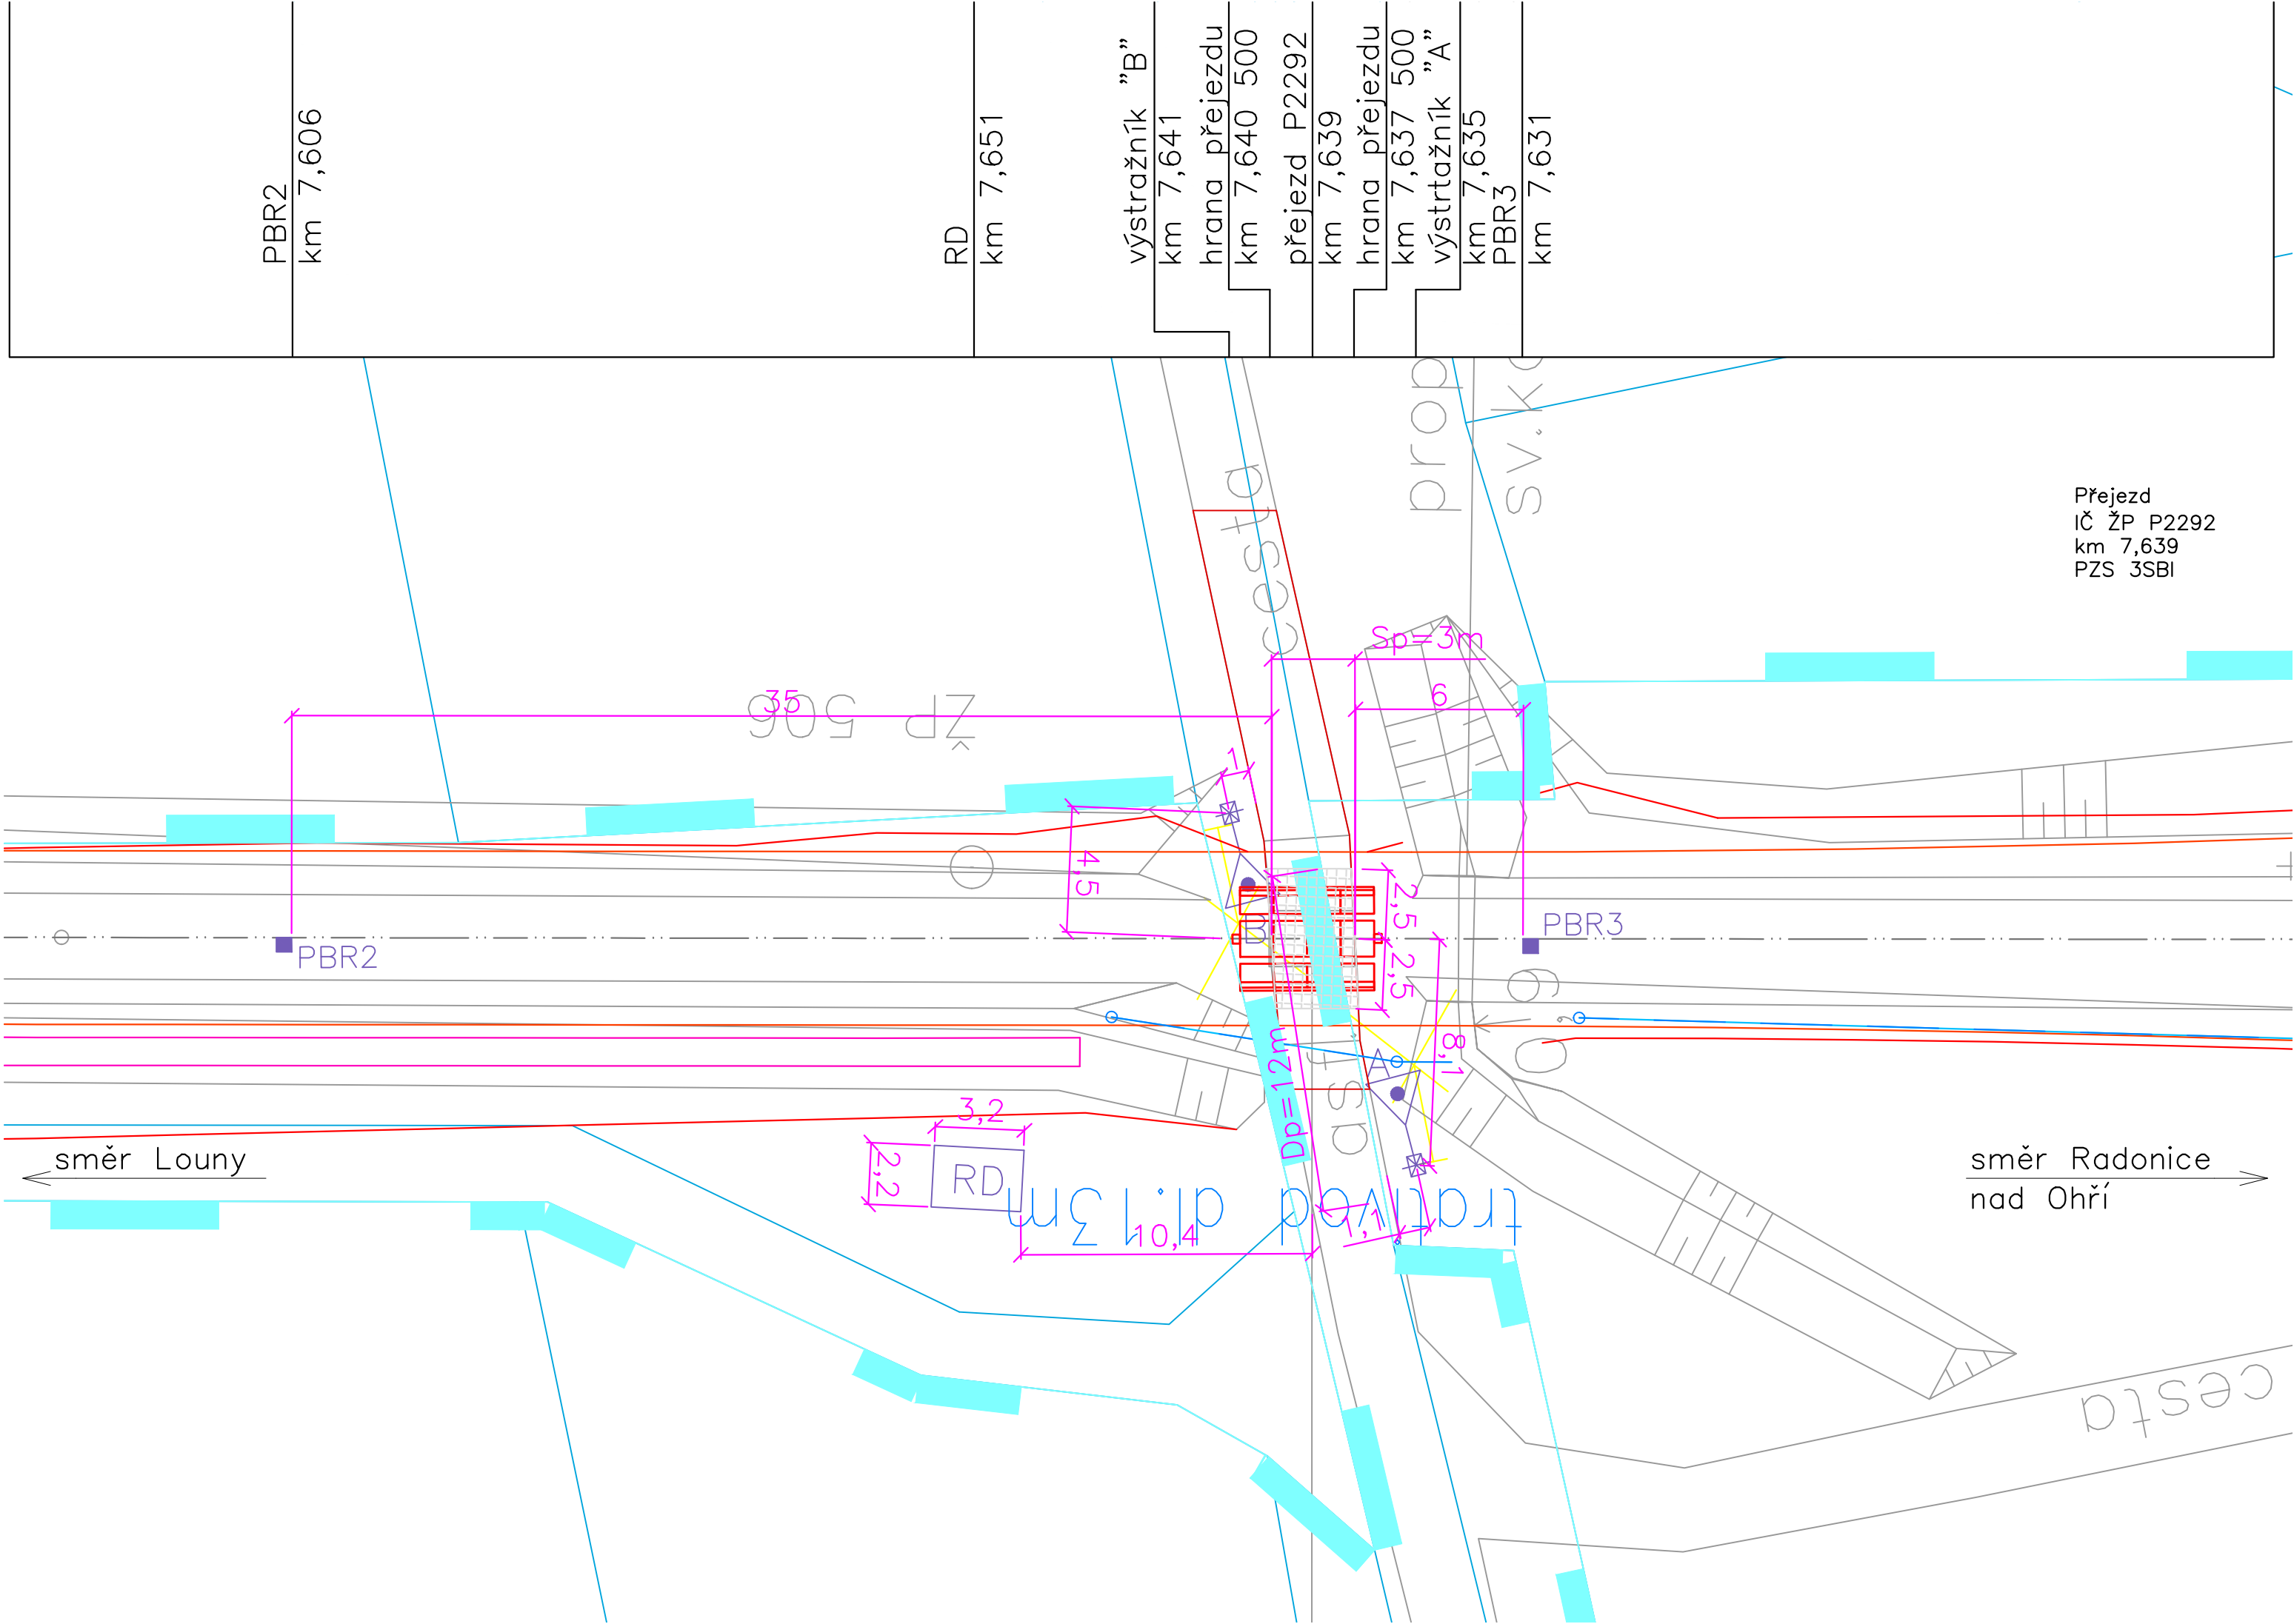 PBR2
km 7,606
RD
km 7,651
výstražník "B"
km 7,641
hrana přejezdu
km 7,640 500
přejezd P2292
km 7,639
hrana přejezdu
km 7,637 500
výstrtažník "A"
km 7,635
PBR3
km 7,631
Přejezd
IČ ŽP P2292
km 7,639
PZS 3SBI
cesta
prop
sv.
Sp=3m
6
35
ŽP 506
1
4,5
2,5
B
PBR2
PBR3
2,5
8,1
A
Dp=12m
3,2
2,2
RD
směr Louny
směr Radonice
nad Ohří
trativod dl.13m
10,4
1,1
cesta